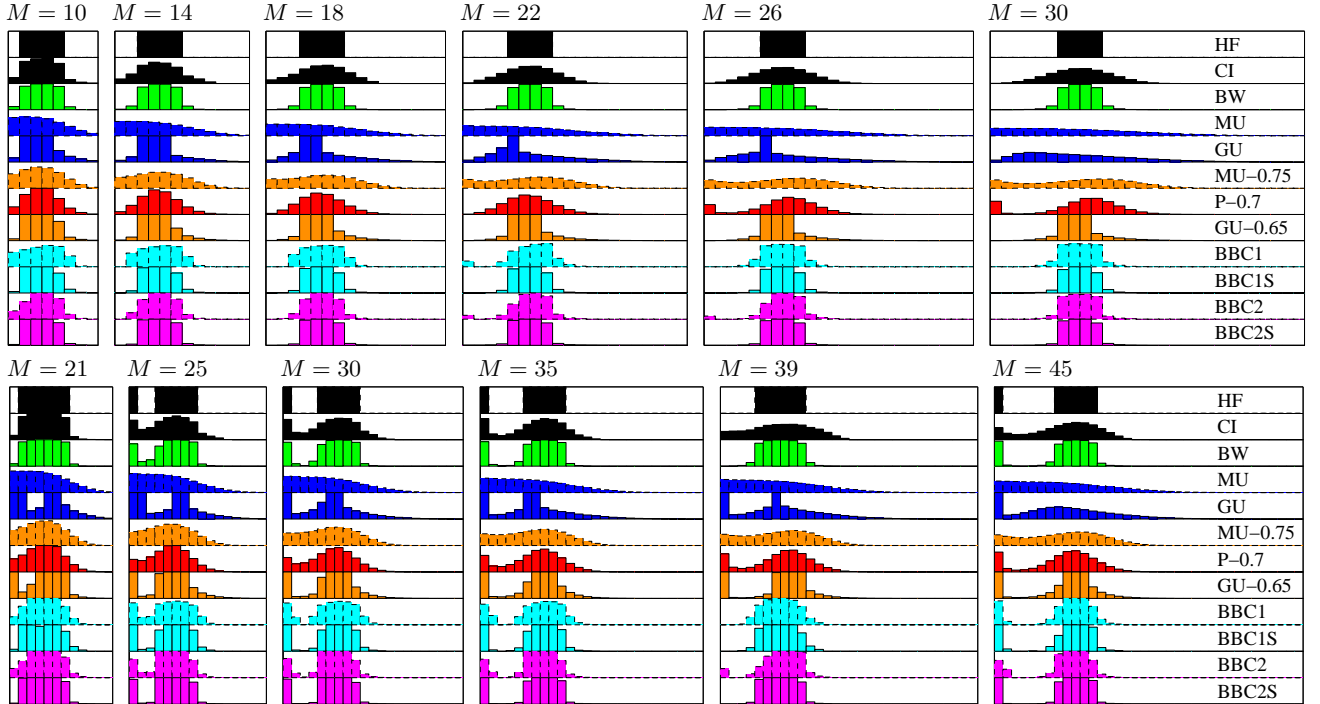 M = 10 M = 14 M = 18 M = 22 M = 26 M = 30
HF
CI
BW
MU
GU
MU−0.75
P−0.7
GU−0.65
BBC1
BBC1S
BBC2
BBC2S
M = 21 M = 25 M = 30 M = 35 M = 39 M = 45
HF
CI
BW
MU
GU
MU−0.75
P−0.7
GU−0.65
BBC1
BBC1S
BBC2
BBC2S